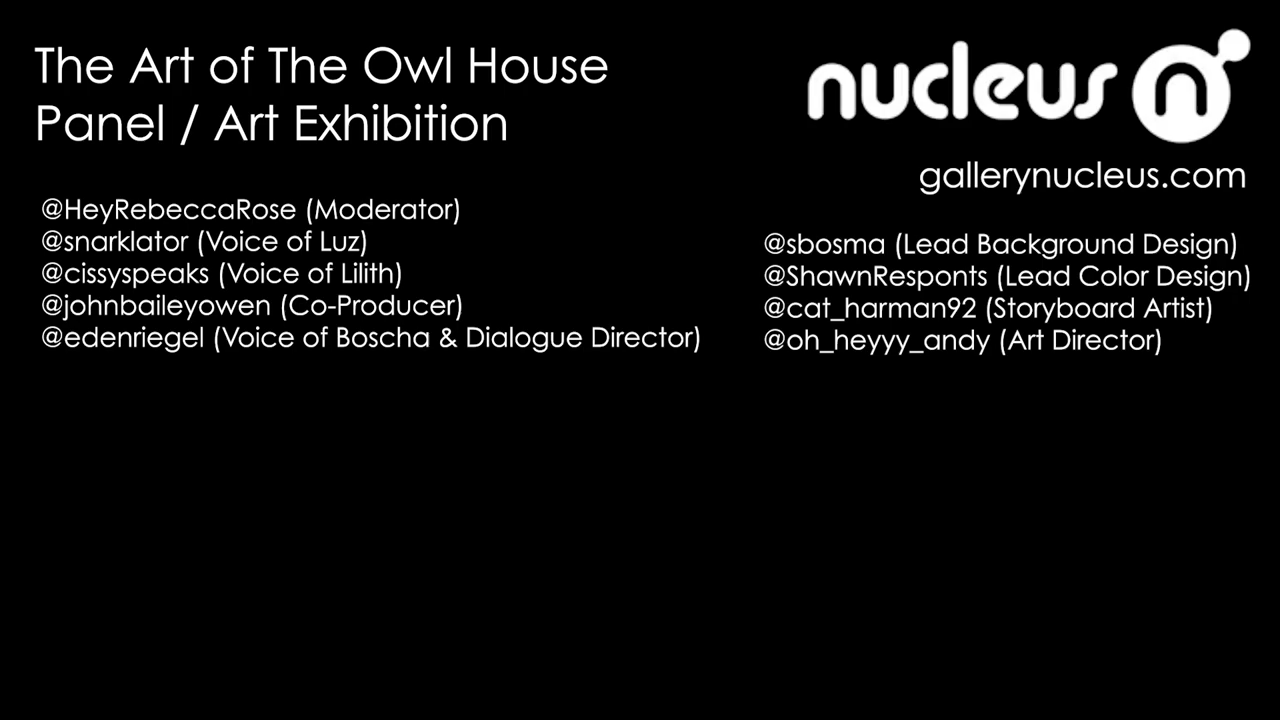 The Art of The Owl House
Panel / Art Exhibition
@HeyRebeccaRose (Moderator)
@snarklator (Voice of Luz)
@cissyspeaks (Voice of Lilith)
@johnbaileyowen (Co-Producer)
@edenriegel (Voice of Boscha & Dialogue Director)
nucleus n
gallerynucleus.com
@sbosma (Lead Background Design)
@ShawnResponts (Lead Color Design)
@cat_harman92 (Storyboard Artist)
@oh_heyyy_andy (Art Director)